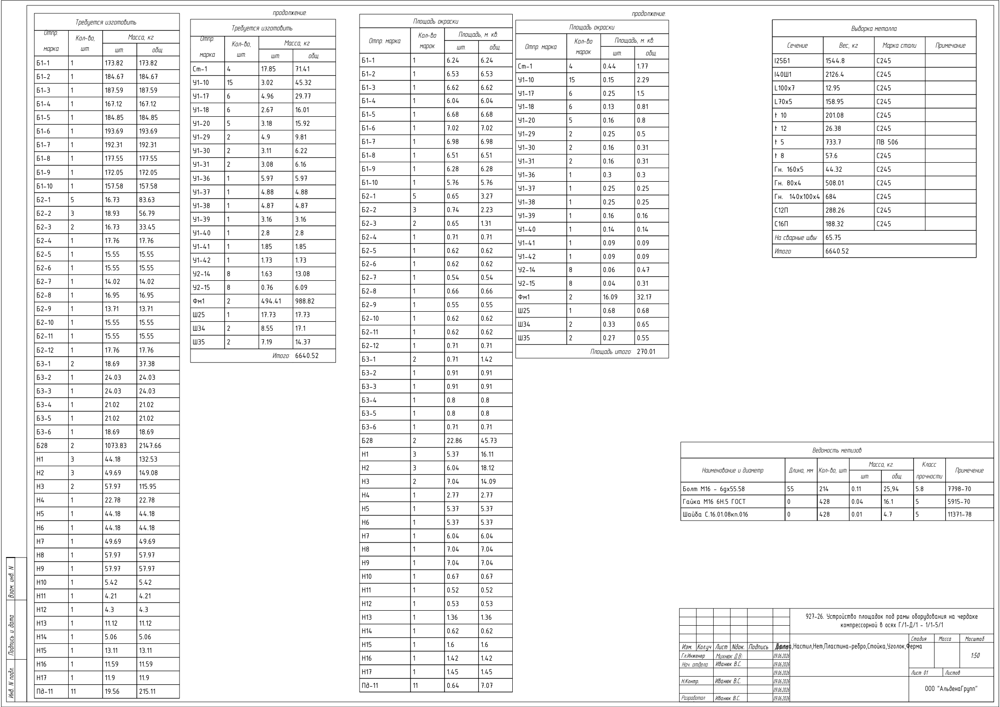 Требуется изготовить
Отпр. марка Кол-во, шт. Масса, кг
шт. общ.
Б1-1 1 173.82 173.82
Б1-2 1 184.67 184.67
Б1-3 1 187.59 187.59
Б1-4 1 167.12 167.12
Б1-5 1 184.85 184.85
Б1-6 1 193.69 193.69
Б1-7 1 192.31 192.31
Б1-8 1 177.55 177.55
Б1-9 1 172.05 172.05
Б1-10 1 157.58 157.58
Б2-1 5 16.73 83.63
Б2-2 3 18.93 56.79
Б2-3 2 16.73 33.45
Б2-4 1 17.76 17.76
Б2-5 1 15.55 15.55
Б2-6 1 15.55 15.55
Б2-7 1 14.02 14.02
Б2-8 1 16.95 16.95
Б2-9 1 13.71 13.71
Б2-10 1 15.55 15.55
Б2-11 1 15.55 15.55
Б2-12 1 17.76 17.76
Б3-1 2 18.69 37.38
Б3-2 1 24.03 24.03
Б3-3 1 24.03 24.03
Б3-4 1 21.02 21.02
Б3-5 1 21.02 21.02
Б3-6 1 18.69 18.69
Б28 2 1073.83 2147.66
Н1 3 44.18 132.53
Н2 3 49.69 149.08
Н3 2 57.97 115.95
Н4 1 22.78 22.78
Н5 1 44.18 44.18
Н6 1 44.18 44.18
Н7 1 49.69 49.69
Н8 1 57.97 57.97
Н9 1 57.97 57.97
Н10 1 5.42 5.42
Н11 1 4.21 4.21
Н12 1 4.3 4.3
Н13 1 11.12 11.12
Н14 1 5.06 5.06
Н15 1 13.11 13.11
Н16 1 11.59 11.59
Н17 1 11.9 11.9
Пд-11 11 19.56 215.11
продолжение.
Требуется изготовить
Отпр. марка Кол-во, шт. Масса, кг
шт. общ.
Ст-1 4 17.85 71.41
У1-10 15 3.02 45.32
У1-17 6 4.96 29.77
У1-18 6 2.67 16.01
У1-20 5 3.18 15.92
У1-29 2 4.9 9.81
У1-30 2 3.11 6.22
У1-31 2 3.08 6.16
У1-36 1 5.97 5.97
У1-37 1 4.88 4.88
У1-38 1 4.87 4.87
У1-39 1 3.16 3.16
У1-40 1 2.8 2.8
У1-41 1 1.85 1.85
У1-42 1 1.73 1.73
У2-14 8 1.63 13.08
У2-15 8 0.76 6.09
Фм1 2 494.41 988.82
Ш25 1 17.73 17.73
Ш34 2 8.55 17.1
Ш35 2 7.19 14.37
Итого: 6640.52
Площадь окраски
Отпр. марка Кол-во марок Площадь, м. кв.
шт. общ.
Б1-1 1 6.24 6.24
Б1-2 1 6.53 6.53
Б1-3 1 6.62 6.62
Б1-4 1 6.04 6.04
Б1-5 1 6.68 6.68
Б1-6 1 7.02 7.02
Б1-7 1 6.98 6.98
Б1-8 1 6.51 6.51
Б1-9 1 6.28 6.28
Б1-10 1 5.76 5.76
Б2-1 5 0.65 3.27
Б2-2 3 0.74 2.23
Б2-3 2 0.65 1.31
Б2-4 1 0.71 0.71
Б2-5 1 0.62 0.62
Б2-6 1 0.62 0.62
Б2-7 1 0.54 0.54
Б2-8 1 0.66 0.66
Б2-9 1 0.55 0.55
Б2-10 1 0.62 0.62
Б2-11 1 0.62 0.62
Б2-12 1 0.71 0.71
Б3-1 2 0.71 1.42
Б3-2 1 0.91 0.91
Б3-3 1 0.91 0.91
Б3-4 1 0.8 0.8
Б3-5 1 0.8 0.8
Б3-6 1 0.71 0.71
Б28 2 22.86 45.73
Н1 3 5.37 16.11
Н2 3 6.04 18.12
Н3 2 7.04 14.09
Н4 1 2.77 2.77
Н5 1 5.37 5.37
Н6 1 5.37 5.37
Н7 1 6.04 6.04
Н8 1 7.04 7.04
Н9 1 7.04 7.04
Н10 1 0.67 0.67
Н11 1 0.52 0.52
Н12 1 0.53 0.53
Н13 1 1.36 1.36
Н14 1 0.62 0.62
Н15 1 1.6 1.6
Н16 1 1.42 1.42
Н17 1 1.45 1.45
Пд-11 11 0.64 7.07
продолжение.
Площадь окраски
Отпр. марка Кол-во марок Площадь, м. кв.
шт. общ.
Ст-1 4 0.44 1.77
У1-10 15 0.15 2.29
У1-17 6 0.25 1.5
У1-18 6 0.13 0.81
У1-20 5 0.16 0.8
У1-29 2 0.25 0.5
У1-30 2 0.16 0.31
У1-31 2 0.16 0.31
У1-36 1 0.3 0.3
У1-37 1 0.25 0.25
У1-38 1 0.25 0.25
У1-39 1 0.16 0.16
У1-40 1 0.14 0.14
У1-41 1 0.09 0.09
У1-42 1 0.09 0.09
У2-14 8 0.06 0.47
У2-15 8 0.04 0.31
Фм1 2 16.09 32.17
Ш25 1 0.68 0.68
Ш34 2 0.33 0.65
Ш35 2 0.27 0.55
Площадь итого: 270.01
Выборка металла
Сечение Вес, кг Марка стали Примечание
I25Б1 1544.8 С245
I40Ш1 2126.4 С245
L100x7 12.95 С245
L70x5 158.95 С245
t 10 201.08 С245
t 12 26.38 С245
t 5 733.7 ПВ 506
t 8 57.6 С245
Гн. 160x5 44.32 С245
Гн. 80x4 508.01 С245
Гн. 140x100x4 684 С245
С12П 288.26 С245
С16П 188.32 С245
На сварные швы: 65.75
Итого: 6640.52
Ведомость метизов
Наименование и диаметр Длина, мм Кол-во, шт. Масса, кг. Класс прочности Примечение
шт. общ.
Болт М16 - 6gx55.58 55 214 0.11 25,94 5.8 7798-70
Гайка М16 6Н.5 ГОСТ 0 428 0.04 16.1 5 5915-70
Шайба С.16.01.08кп.016 0 428 0.01 4.7 5 11371-78
927-26. Устройство площадок под рамы оборудования на чердаке
компрессорной в осях Г/1-Д/1 - 1/1-5/1
Изм. Кол.уч Лист Nдок. Подпись Дата
Балка,Настил,Нет,Пластина-ребро,Стойка,Уголок,Ферма
Стадия Масса Масштаб
1:50
Лист 01 Листов
Гл.Инженер Михнюк Д.В. 09.06.2026
Нач. отдела Иванюк В.С. 09.06.2026
09.06.2026
Н.Контр. Иванюк В.С. 09.06.2026
09.06.2026
Разработал Иванюк В.С. 09.06.2026
ООО "АльденаГрупп"
Взам. инв. N
Подпись и дата
Инв. N подл.